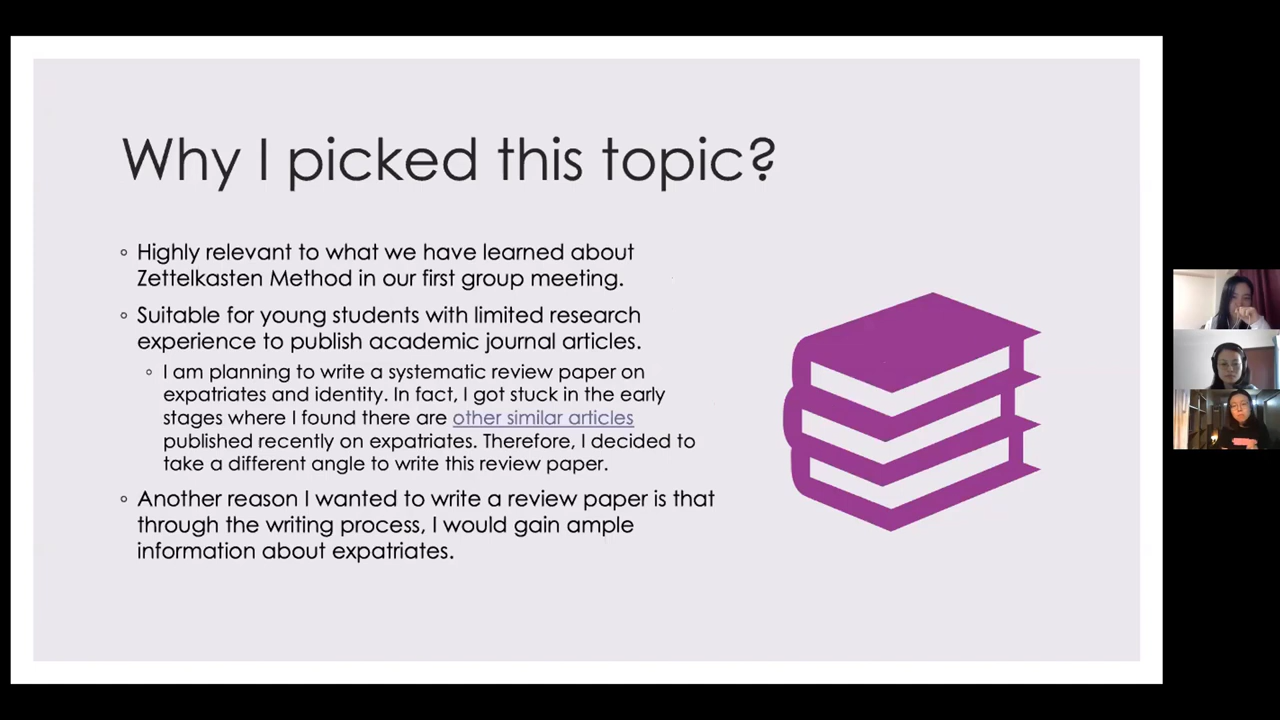 Why I picked this topic?
Highly relevant to what we have learned about
Zettelkasten Method in our first group meeting.
Suitable for young students with limited research
experience to publish academic journal articles.
I am planning to write a systematic review paper on
expatriates and identity. In fact, I got stuck in the early
stages where I found there are other similar articles
published recently on expatriates. Therefore, I decided to
take a different angle to write this review paper.
Another reason I wanted to write a review paper is that
through the writing process, I would gain ample
information about expatriates.